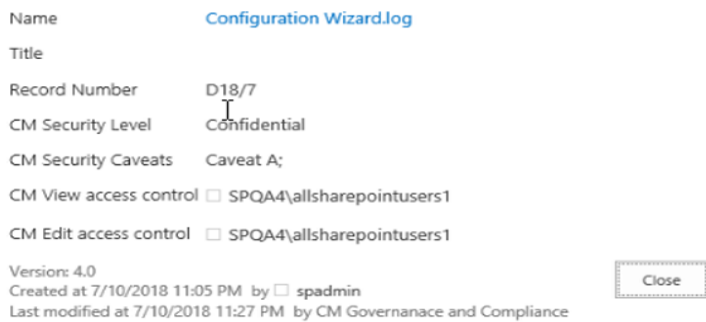 Name Configuration Wizard.log
Title
Record Number D18/7
CM Security Level Confidential
CM Security Caveats Caveat A;
CM View access control SPQA4\allsharepointusers1
CM Edit access control SPQA4\allsharepointusers1
Version: 4.0
Created at 7/10/2018 11:05 PM by spadmin
Close
Last modified at 7/10/2018 11:27 PM by CM Governanace and Compliance